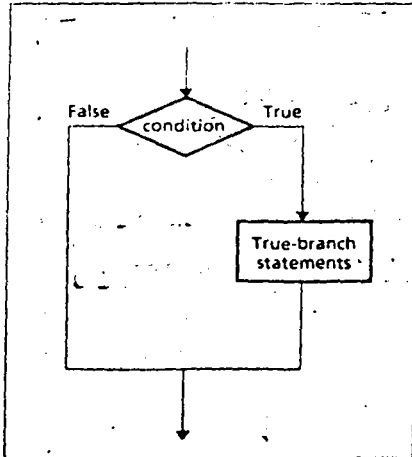 False
condition
True
True-branch
statements